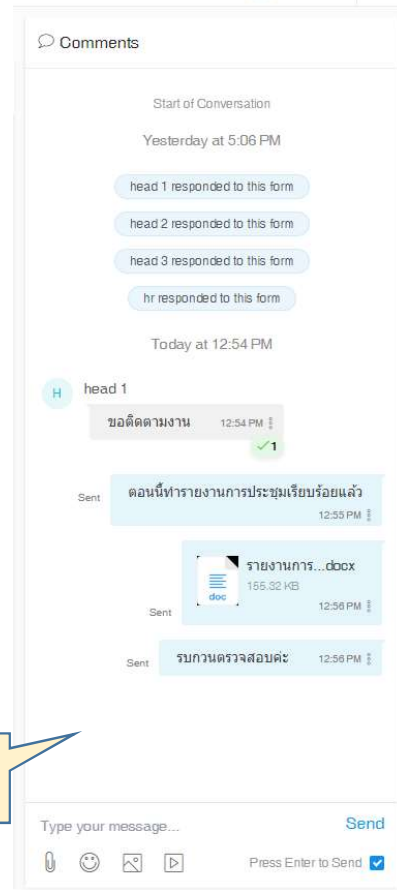 Comments
Start of Conversation
Yesterday at 5:06 PM
head 1 responded to this form
head 2 responded to this form
head 3 responded to this form
hr responded to this form
Today at 12:54 PM
H head 1
ขอติดตามงาน 12:54 PM
1
ตอนนี้ทำรายงานการประชุมเรียบร้อยแล้ว
Sent 12:55 PM
รายงานการ...docx
155.32 KB
doc
Sent 12:56 PM
Sent รบกวนตรวจสอบค่ะ 12:56 PM
Type your message... Send
Press Enter to Send